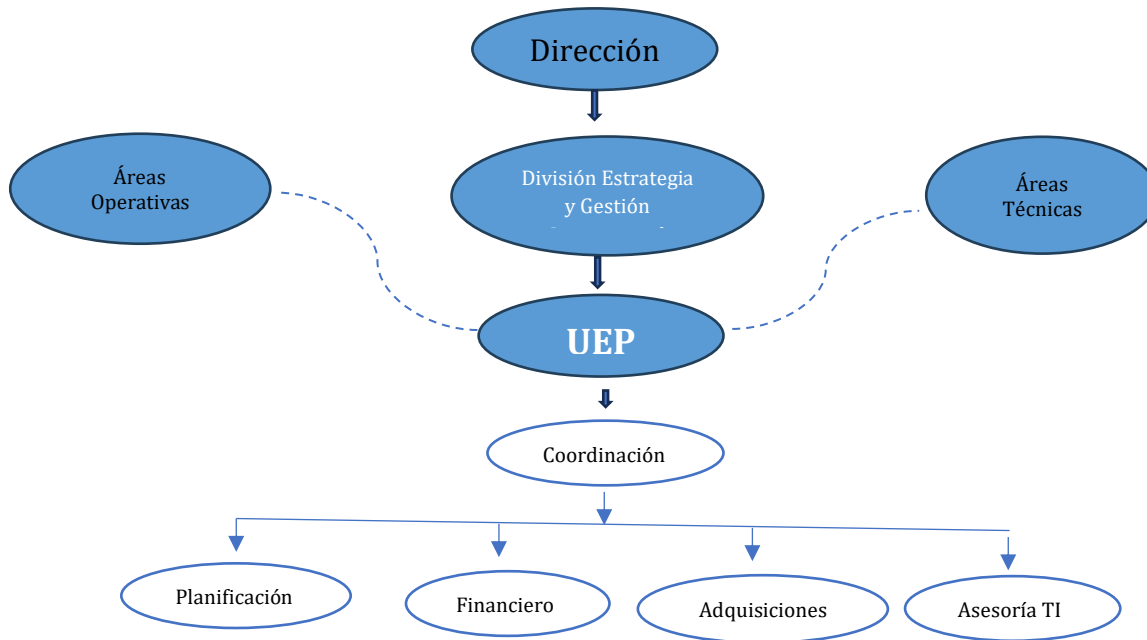 Dirección
Áreas
Operativas
División Estrategia
y Gestión
Áreas
Técnicas
UEP
Coordinación
Planificación
Financiero
Adquisiciones
Asesoría TI